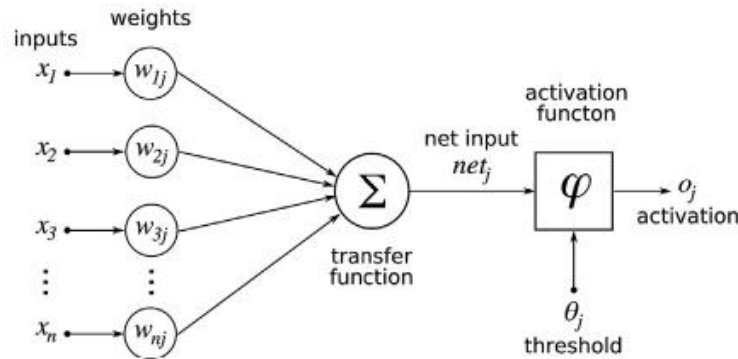 weights
inputs
x1
w1j
x2
w2j
x3
w3j
xn
wnj
Σ
transfer
function
net input
netj
activation
functon
φ
oj
activation
θj
threshold